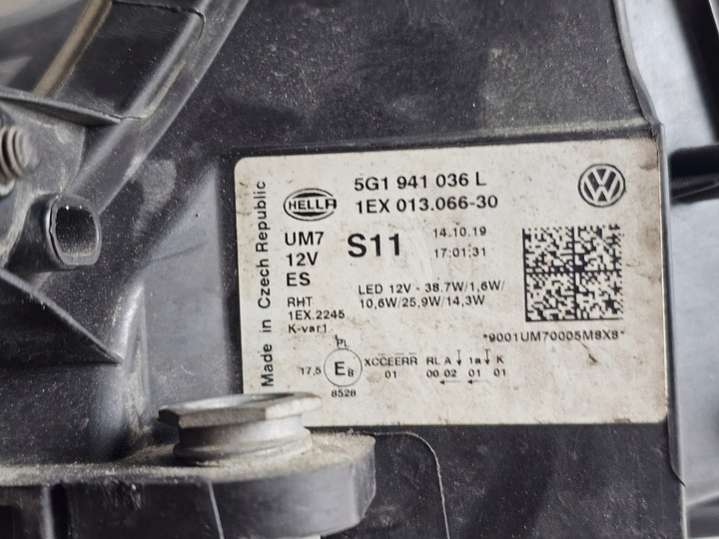 Made in Czech Republic
HELLA
5G1 941 036 L
1EX 013.066-30
UM7
12V
ES
S11
14.10.19
17:01:31
RHT
1EX.2245
K-var1
LED 12V - 38.7W/1,6W/
10,6W/25,9W/14,3W
*9001UM70005M8X8*
PL
17,5 E8 XCCEERR RL A 1a K
01 00 02 01 01
8528